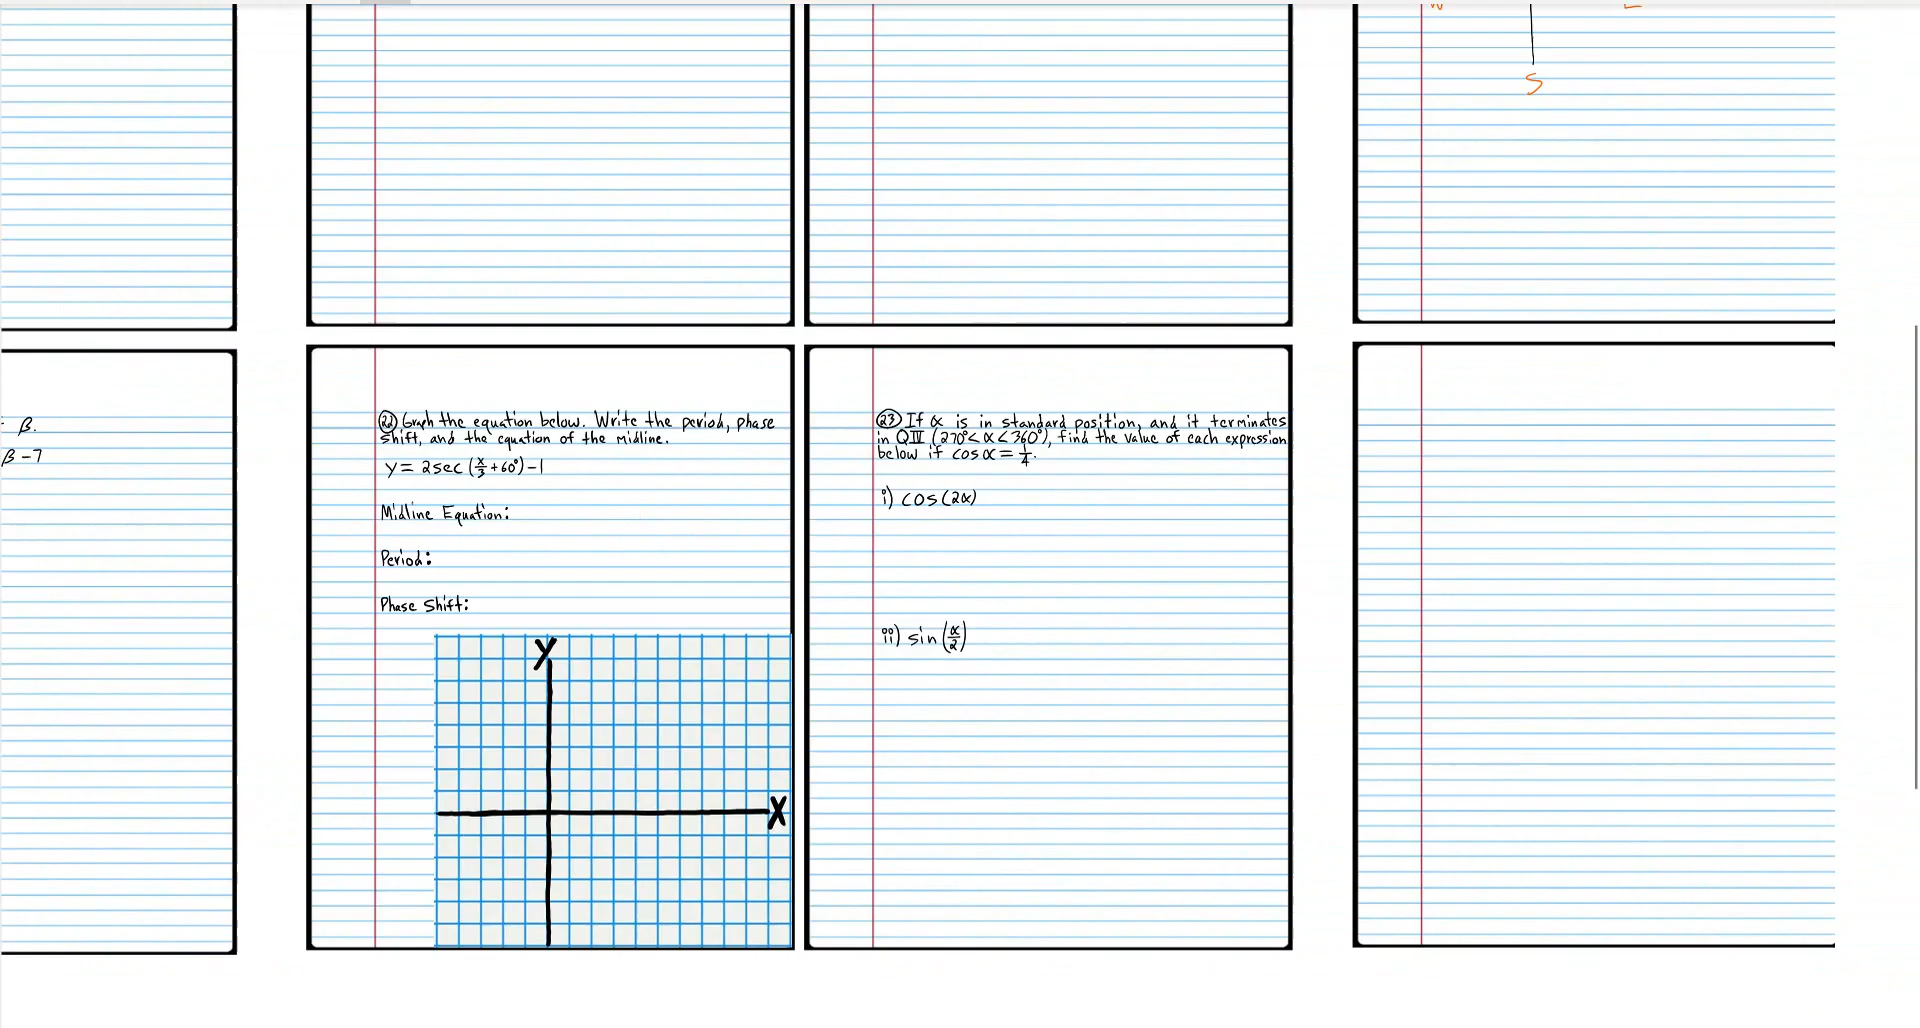 W
E
S
β.
β-7
22 Graph the equation below. Write the period, phase
shift, and the equation of the midline.
y = 2sec(x/3 + 60°) - 1
Midline Equation:
Period:
Phase Shift:
Y
X
23 If α is in standard position, and it terminates
in QIV (270° < α < 360°), find the value of each expression
below if cos α = 1/4.
i) cos(2α)
ii) sin(α/2)